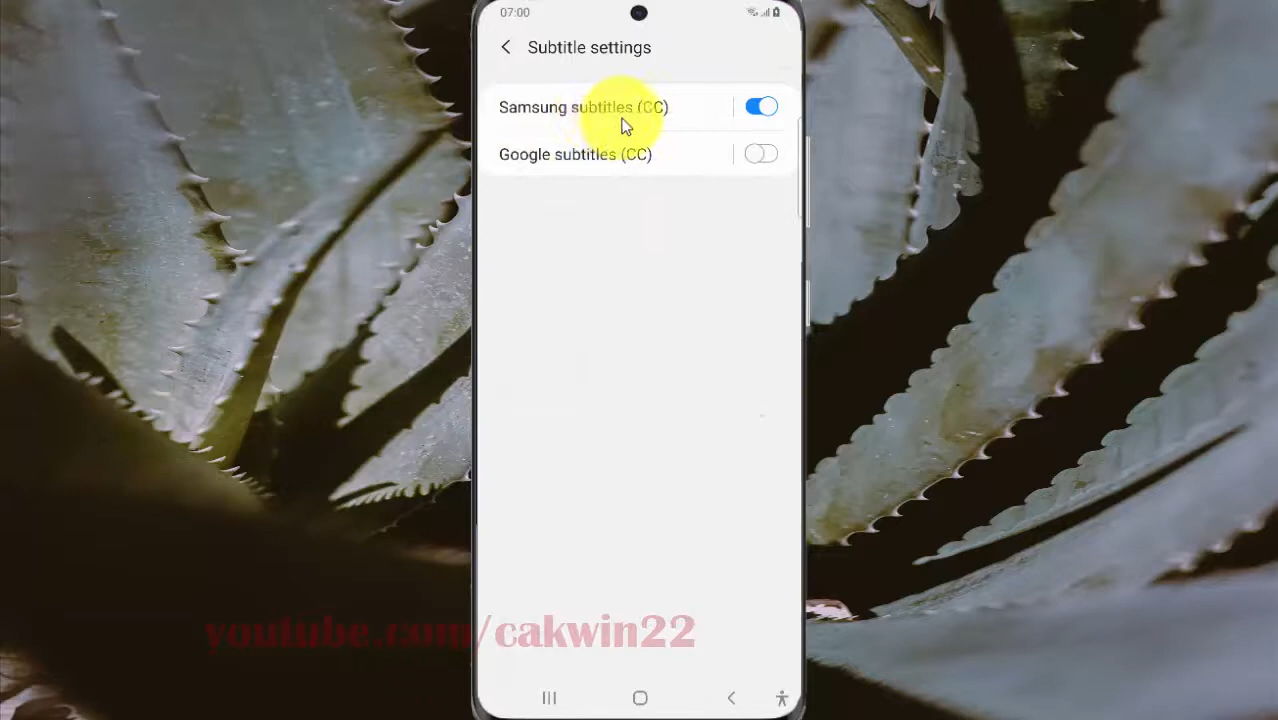 07:00
Subtitle settings
Samsung subtitles (CC)
Google subtitles (CC)
youtube.com/cakwin22